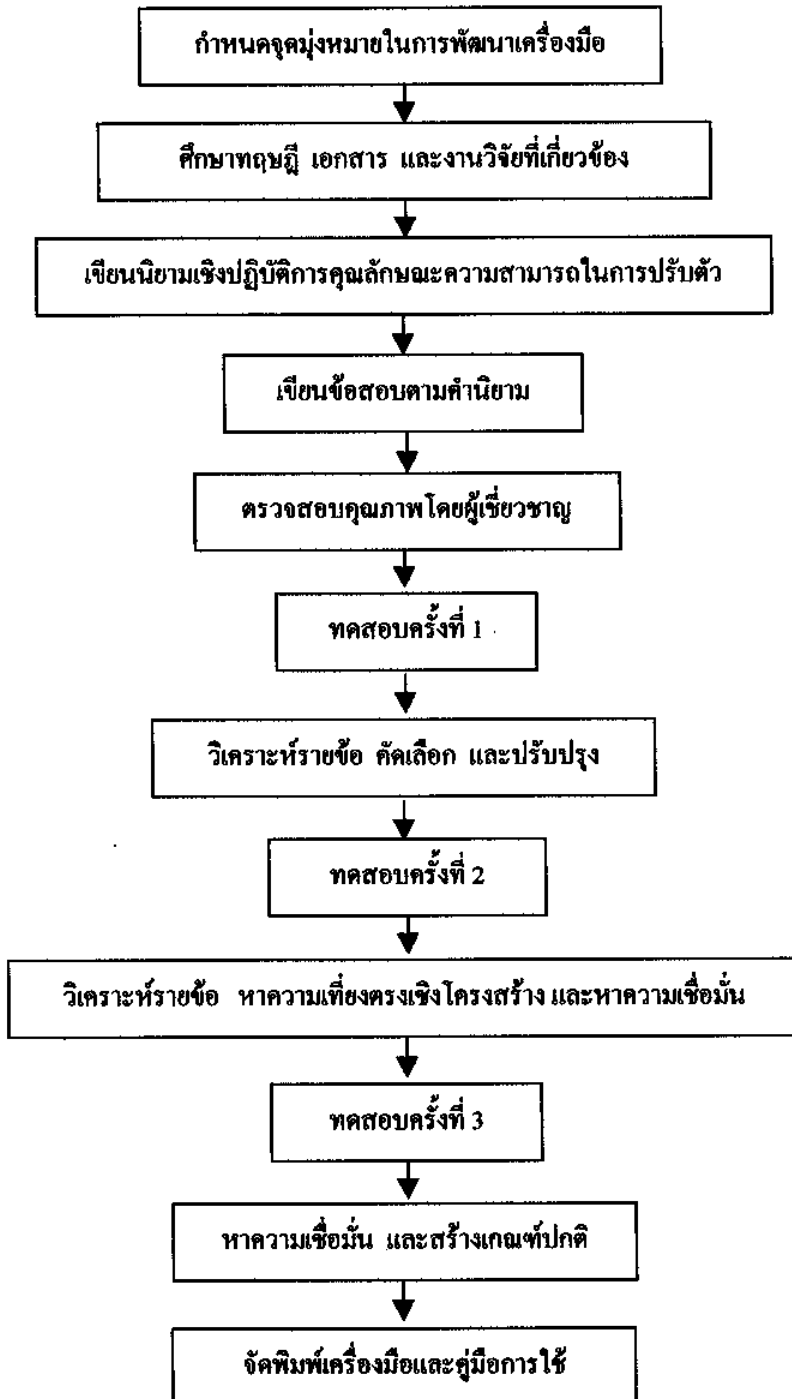 กำหนดจุดมุ่งหมายในการพัฒนาเครื่องมือ
ศึกษาทฤษฎี เอกสาร และงานวิจัยที่เกี่ยวข้อง
เขียนนิยามเชิงปฏิบัติการคุณลักษณะความสามารถในการปรับตัว
เขียนข้อสอบตามคำนิยาม
ตรวจสอบคุณภาพโดยผู้เชี่ยวชาญ
ทดสอบครั้งที่ 1
วิเคราะห์รายข้อ คัดเลือก และปรับปรุง
ทดสอบครั้งที่ 2
วิเคราะห์รายข้อ หาความเที่ยงตรงเชิงโครงสร้าง และหาความเชื่อมั่น
ทดสอบครั้งที่ 3
หาความเชื่อมั่น และสร้างเกณฑ์ปกติ
จัดพิมพ์เครื่องมือและคู่มือการใช้